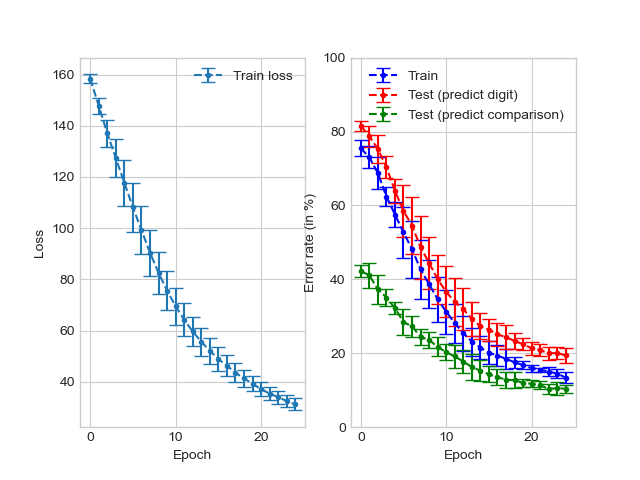 Train loss
160
140
120
100
80
60
40
0
10
20
Loss
Epoch
Train
Test (predict digit)
Test (predict comparison)
100
80
60
40
20
0
0
10
20
Error rate (in %)
Epoch